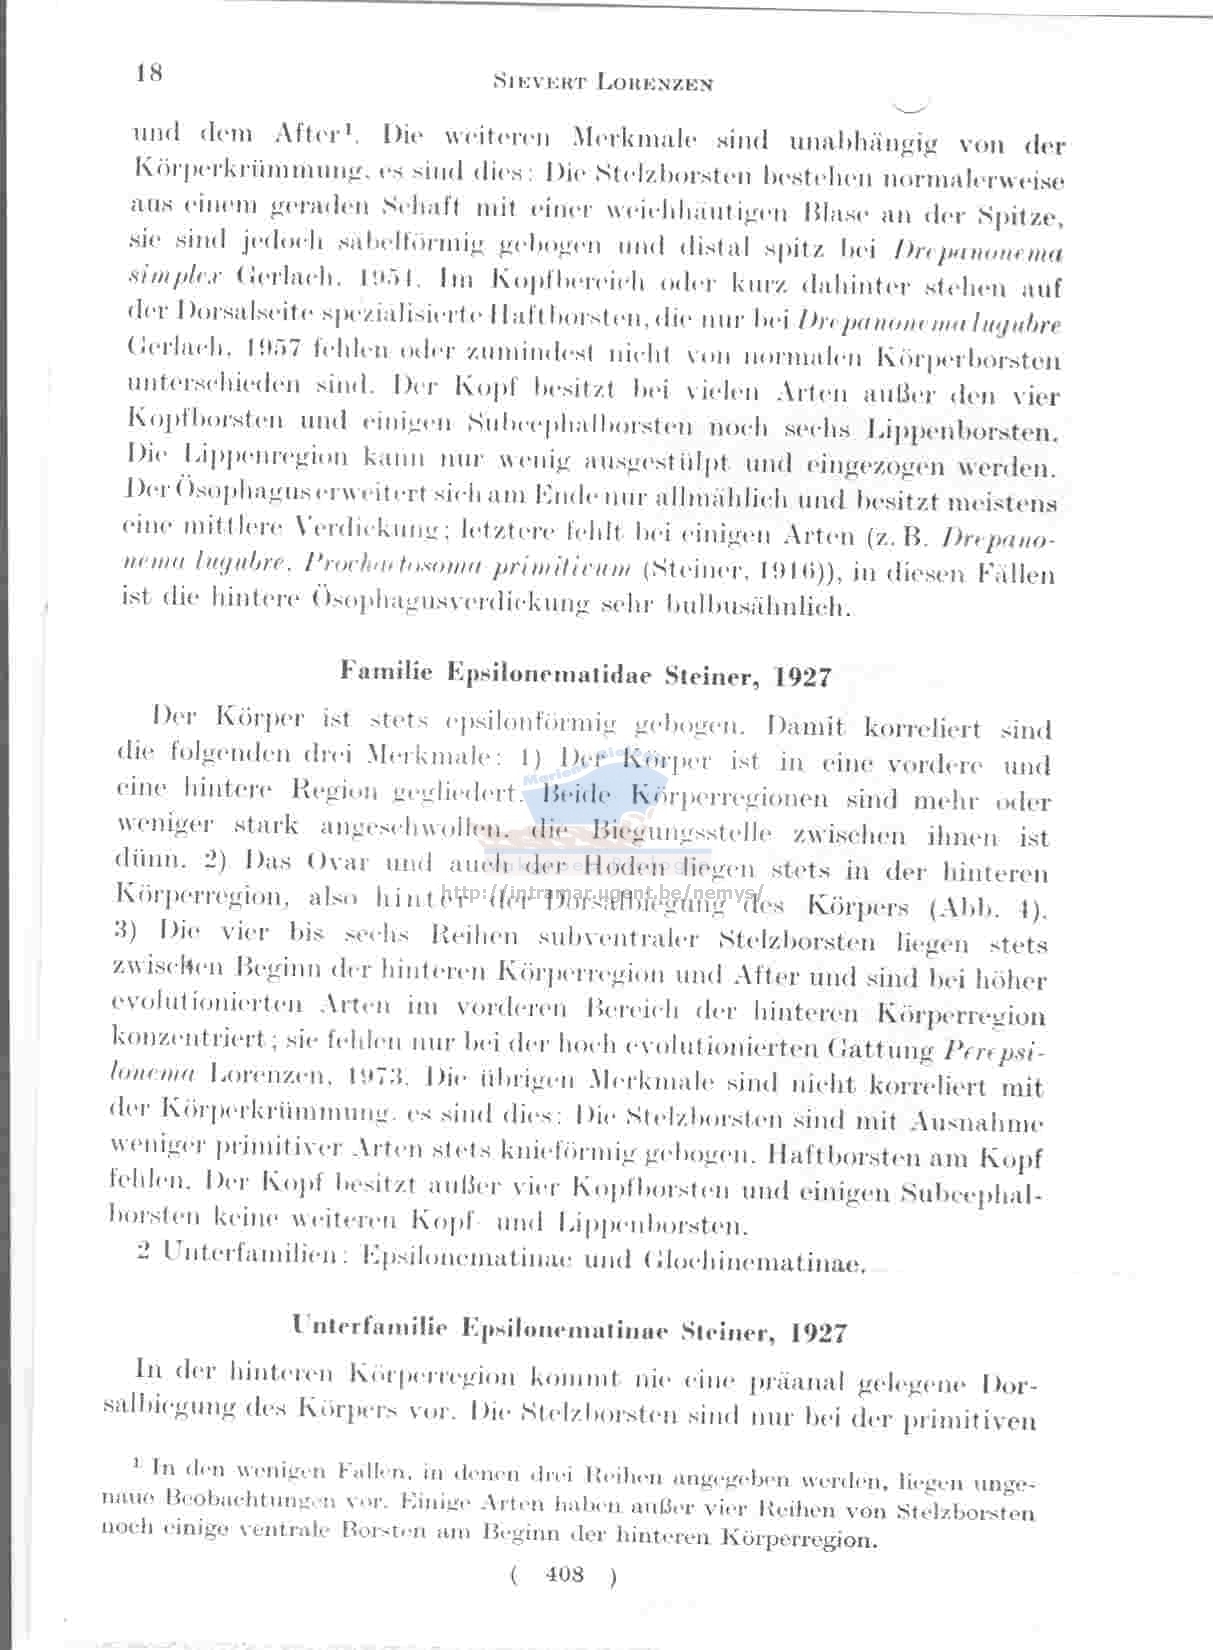 18
SIEVERT LORENZEN
und dem After¹. Die weiteren Merkmale sind unabhängig von der
Körperkrümmung, es sind dies: Die Stelzborsten bestehen normalerweise
aus einem geraden Schaft mit einer weichhäutigen Blase an der Spitze,
sie sind jedoch säbelförmig gebogen und distal spitz bei Drepanonema
simplex Gerlach, 1954. Im Kopfbereich oder kurz dahinter stehen auf
der Dorsalseite spezialisierte Haftborsten, die nur bei Drepanonema lugubre
Gerlach, 1957 fehlen oder zumindest nicht von normalen Körperborsten
unterschieden sind. Der Kopf besitzt bei vielen Arten außer den vier
Kopfborsten und einigen Subcephalborsten noch sechs Lippenborsten.
Die Lippenregion kann nur wenig ausgestülpt und eingezogen werden.
Der Ösophagus erweitert sich am Ende nur allmählich und besitzt meistens
eine mittlere Verdickung; letztere fehlt bei einigen Arten (z. B. Drepano-
nema lugubre, Prochaetosoma primitivum (Steiner, 1916)), in diesen Fällen
ist die hintere Ösophagusverdickung sehr bulbusähnlich.
Familie Epsilonematidae Steiner, 1927
Der Körper ist stets epsilonförmig gebogen. Damit korreliert sind
die folgenden drei Merkmale: 1) Der Körper ist in eine vordere und
eine hintere Region gegliedert. Beide Körperregionen sind mehr oder
weniger stark angeschwollen, die Biegungsstelle zwischen ihnen ist
dünn. 2) Das Ovar und auch der Hoden liegen stets in der hinteren
http://intramar.ugent.be/nemys/
Körperregion, also hinter der Dorsalbiegung des Körpers (Abb. 4).
3) Die vier bis sechs Reihen subventraler Stelzborsten liegen stets
zwischen Beginn der hinteren Körperregion und After und sind bei höher
evolutionierten Arten im vorderen Bereich der hinteren Körperregion
konzentriert; sie fehlen nur bei der hoch evolutionierten Gattung Perepsi-
lonema Lorenzen, 1973. Die übrigen Merkmale sind nicht korreliert mit
der Körperkrümmung, es sind dies: Die Stelzborsten sind mit Ausnahme
weniger primitiver Arten stets knieförmig gebogen. Haftborsten am Kopf
fehlen. Der Kopf besitzt außer vier Kopfborsten und einigen Subcephal-
borsten keine weiteren Kopf- und Lippenborsten.
2 Unterfamilien: Epsilonematinae und Glochinematinae.
Unterfamilie Epsilonematinae Steiner, 1927
In der hinteren Körperregion kommt nie eine präanal gelegene Dor-
salbiegung des Körpers vor. Die Stelzborsten sind nur bei der primitiven
¹ In den wenigen Fällen, in denen drei Reihen angegeben werden, liegen unge-
naue Beobachtungen vor. Einige Arten haben außer vier Reihen von Stelzborsten
noch einige ventrale Borsten am Beginn der hinteren Körperregion.
( 408 )